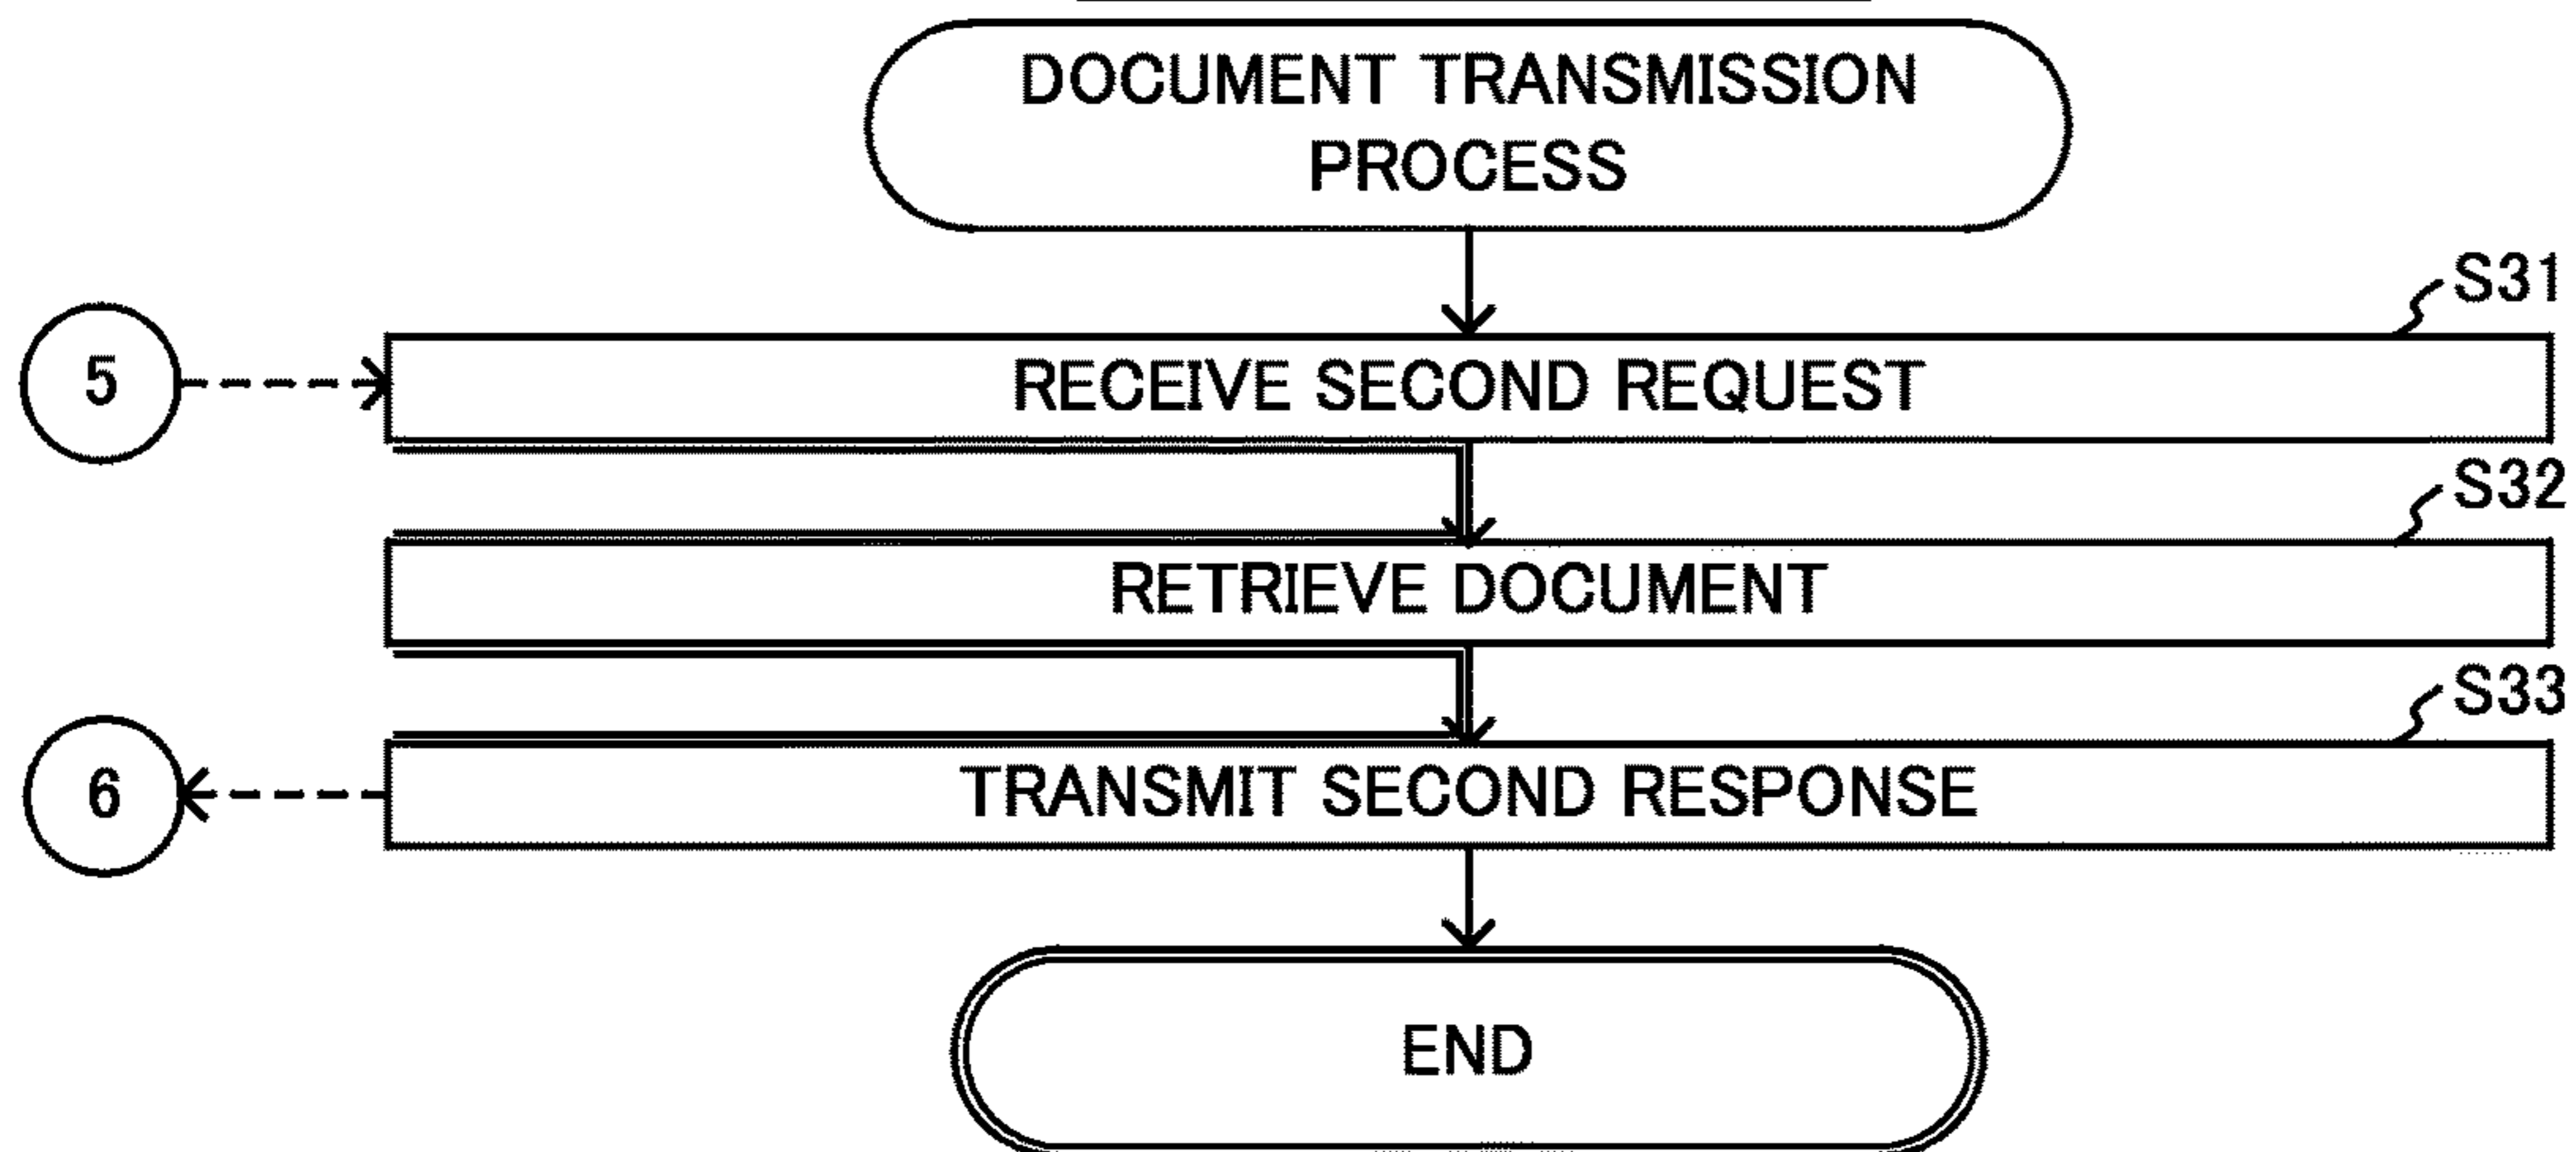 DOCUMENT TRANSMISSION
PROCESS
S31
5
RECEIVE SECOND REQUEST
S32
RETRIEVE DOCUMENT
S33
6
TRANSMIT SECOND RESPONSE
END